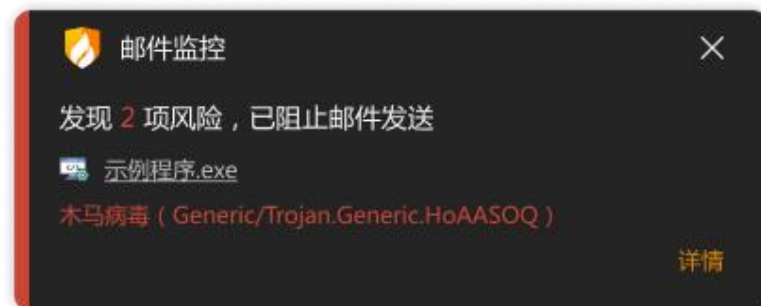 邮件监控
发现 2 项风险，已阻止邮件发送
示例程序.exe
木马病毒（Generic/Trojan.Generic.HoAASOQ）
详情